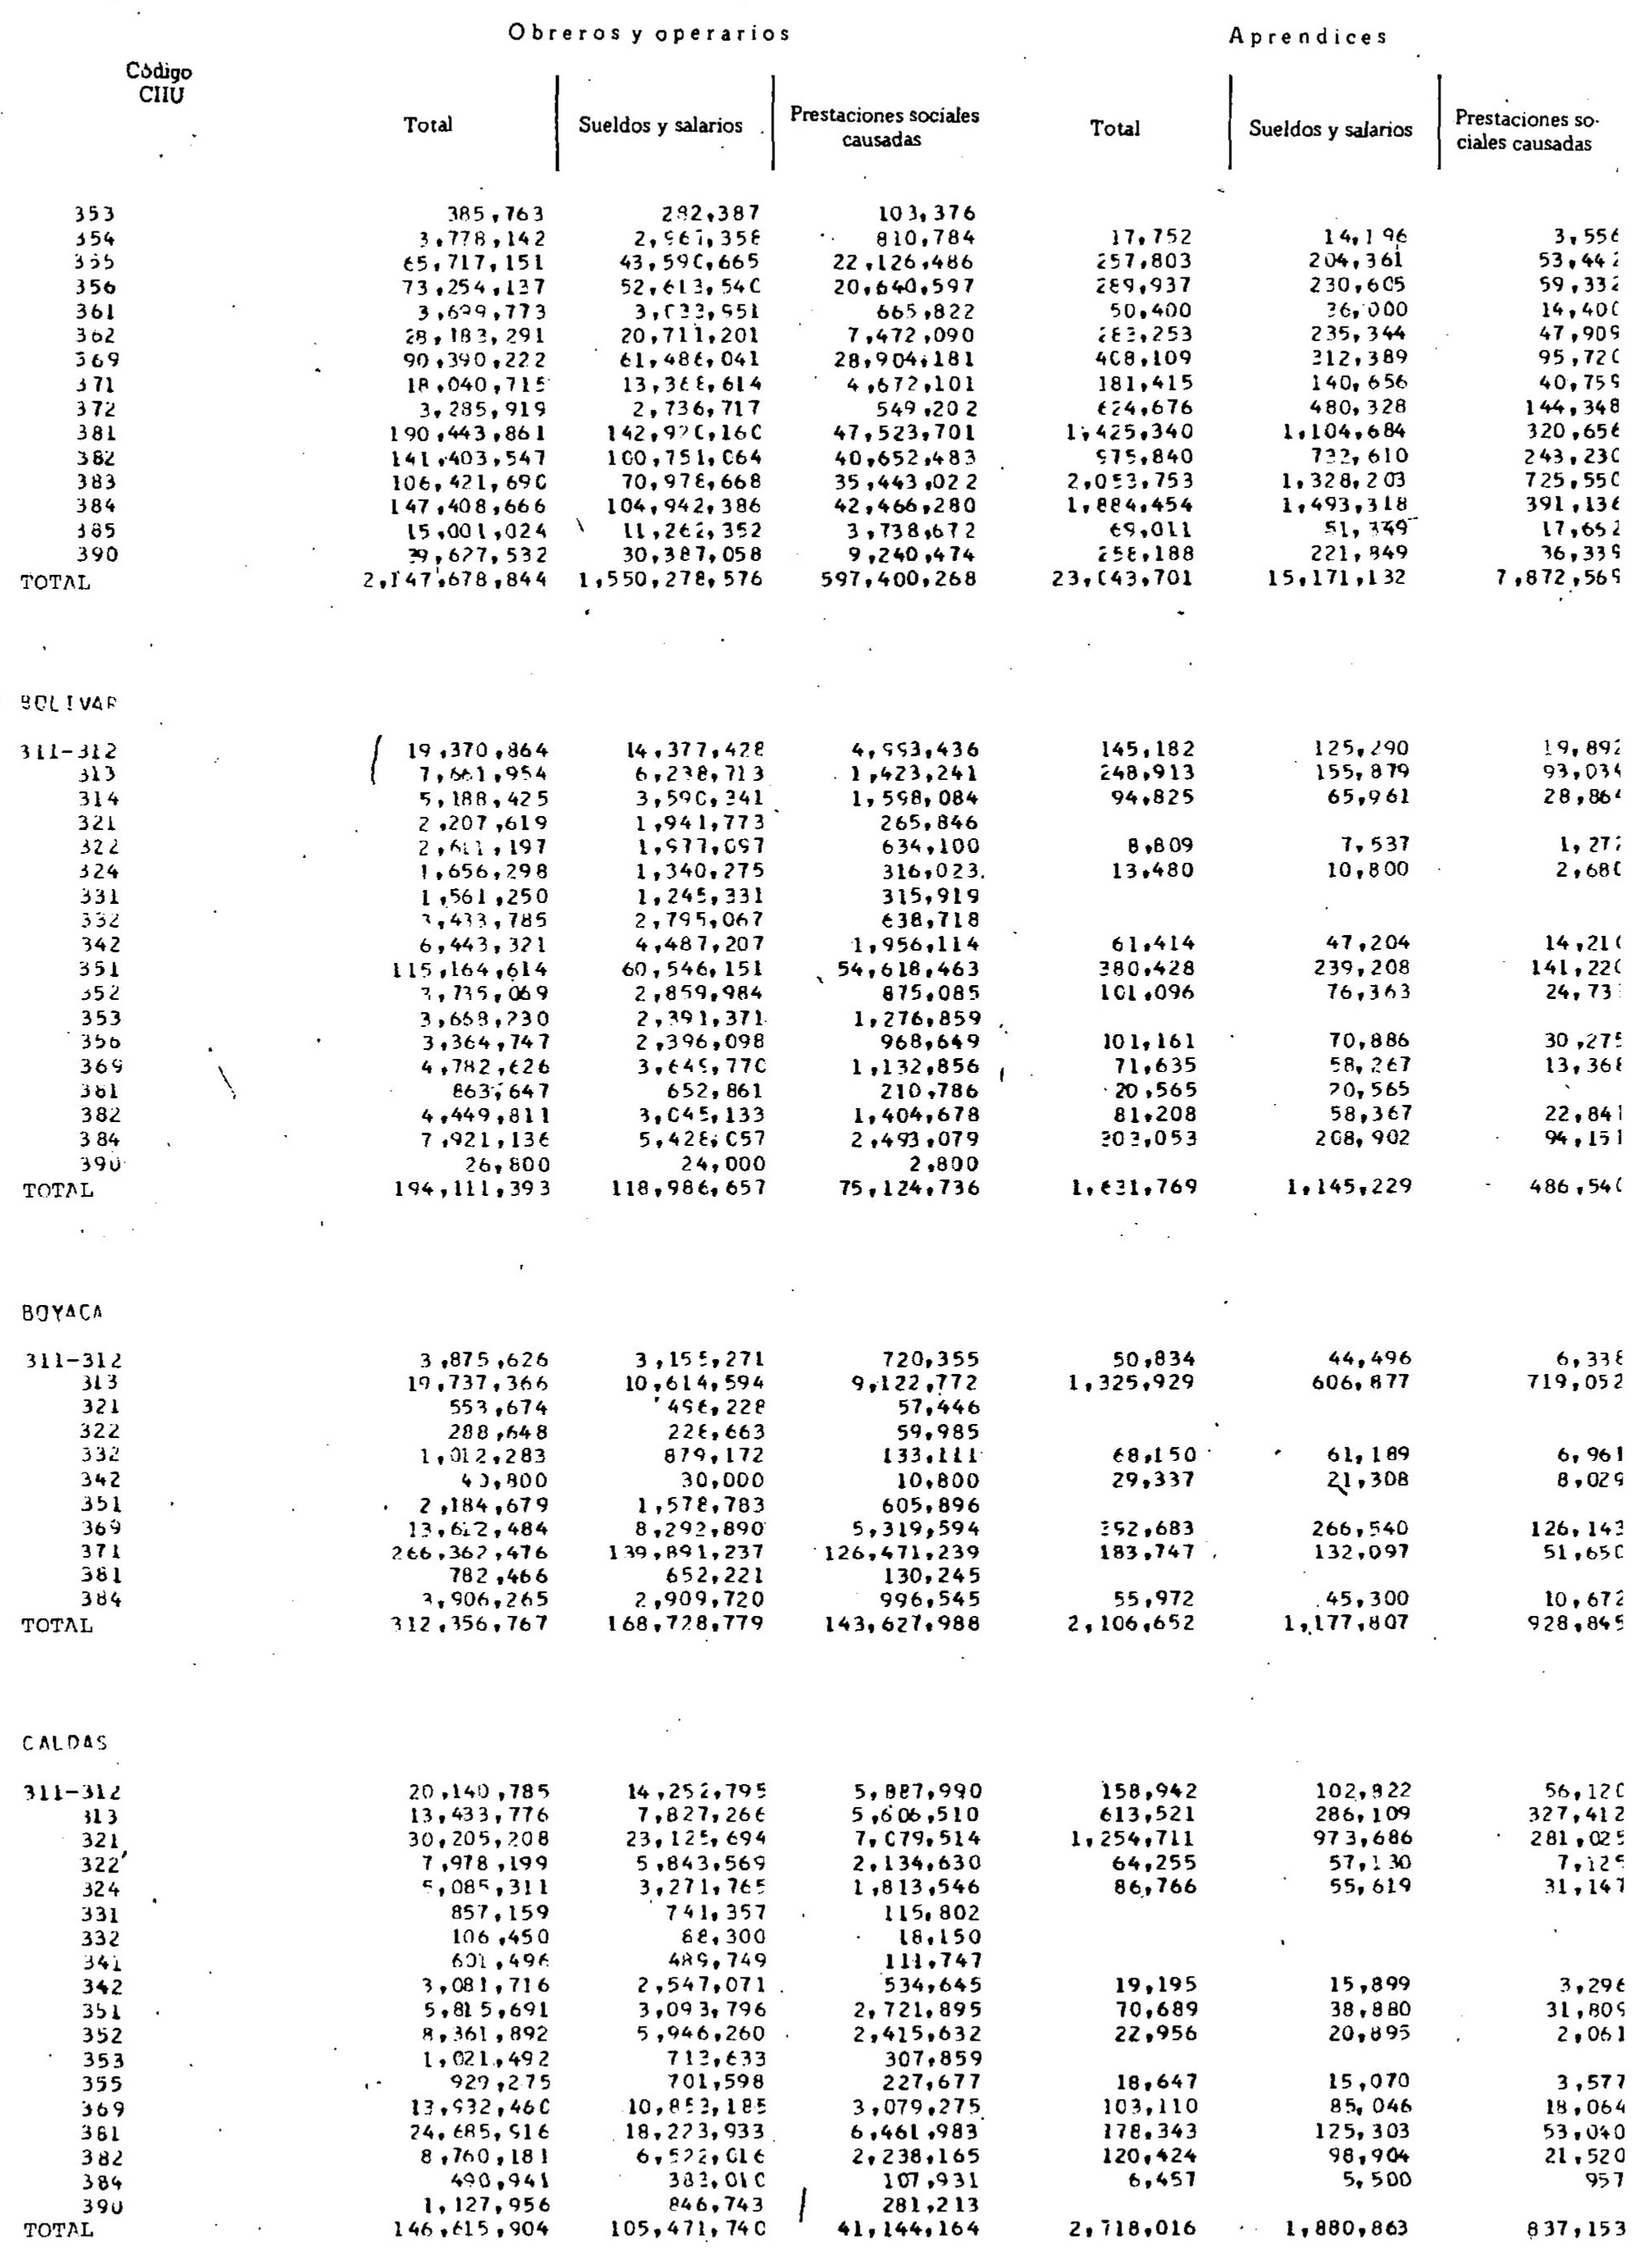 Obreros y operarios Aprendices
Código
CIIU
Total Sueldos y salarios Prestaciones sociales causadas Total Sueldos y salarios Prestaciones so-ciales causadas
353 385,763 282,387 103,376
354 3,778,142 2,967,358 810,784 17,752 14,196 3,556
355 65,717,151 43,590,665 22,126,486 257,803 204,361 53,442
356 73,254,137 52,613,540 20,640,597 289,937 230,605 59,332
361 3,699,773 3,033,951 665,822 50,400 36,000 14,400
362 28,183,291 20,711,201 7,472,090 283,253 235,344 47,909
369 90,390,222 61,486,041 28,904,181 408,109 312,389 95,720
371 18,040,715 13,368,614 4,672,101 181,415 140,656 40,759
372 3,285,919 2,736,717 549,202 624,676 480,328 144,348
381 190,443,861 142,920,160 47,523,701 1,425,340 1,104,684 320,656
382 141,403,547 100,751,064 40,652,483 975,840 732,610 243,230
383 106,421,690 70,978,668 35,443,022 2,053,753 1,328,203 725,550
384 147,408,666 104,942,386 42,466,280 1,884,454 1,493,318 391,136
385 15,001,024 11,262,352 3,738,672 69,011 51,349 17,652
390 39,627,532 30,387,058 9,240,474 258,188 221,849 36,339
TOTAL 2,147,678,844 1,550,278,576 597,400,268 23,043,701 15,171,132 7,872,569
BOLIVAR
311-312 19,370,864 14,377,428 4,993,436 145,182 125,290 19,892
313 7,661,954 6,238,713 1,423,241 248,913 155,879 93,034
314 5,188,425 3,590,341 1,598,084 94,825 65,961 28,864
321 2,207,619 1,941,773 265,846
322 2,611,197 1,977,097 634,100 8,809 7,537 1,272
324 1,656,298 1,340,275 316,023 13,480 10,800 2,680
331 1,561,250 1,245,331 315,919
332 3,433,785 2,795,067 638,718
342 6,443,321 4,487,207 1,956,114 61,414 47,204 14,210
351 115,164,614 60,546,151 54,618,463 380,428 239,208 141,220
352 3,735,069 2,859,984 875,085 101,096 76,363 24,733
353 3,668,230 2,391,371 1,276,859
356 3,364,747 2,396,098 968,649 101,161 70,886 30,275
369 4,782,626 3,649,770 1,132,856 71,635 58,267 13,368
381 863,647 652,861 210,786 20,565 20,565
382 4,449,811 3,045,133 1,404,678 81,208 58,367 22,841
384 7,921,136 5,428,057 2,493,079 303,053 208,902 94,151
390 26,800 24,000 2,800
TOTAL 194,111,393 118,986,657 75,124,736 1,631,769 1,145,229 486,540
BOYACA
311-312 3,875,626 3,155,271 720,355 50,834 44,496 6,338
313 19,737,366 10,614,594 9,122,772 1,325,929 606,877 719,052
321 553,674 496,228 57,446
322 288,648 228,663 59,985
332 1,012,283 879,172 133,111 68,150 61,189 6,961
342 40,800 30,000 10,800 29,337 21,308 8,029
351 2,184,679 1,578,783 605,896
369 13,612,484 8,292,890 5,319,594 392,683 266,540 126,143
371 266,362,476 139,891,237 126,471,239 183,747 132,097 51,650
381 782,466 652,221 130,245
384 3,906,265 2,909,720 996,545 55,972 45,300 10,672
TOTAL 312,356,767 168,728,779 143,627,988 2,106,652 1,177,807 928,845
CALDAS
311-312 20,140,785 14,252,795 5,887,990 158,942 102,822 56,120
313 13,433,776 7,827,266 5,606,510 613,521 286,109 327,412
321 30,205,208 23,125,694 7,079,514 1,254,711 973,686 281,025
322 7,978,199 5,843,569 2,134,630 64,255 57,130 7,125
324 5,085,311 3,271,765 1,813,546 86,766 55,619 31,147
331 857,159 741,357 115,802
332 106,450 88,300 18,150
341 601,496 489,749 111,747
342 3,081,716 2,547,071 534,645 19,195 15,899 3,296
351 5,815,691 3,093,796 2,721,895 70,689 38,880 31,809
352 8,361,892 5,946,260 2,415,632 22,956 20,895 2,061
353 1,021,492 713,633 307,859
355 929,275 701,598 227,677 18,647 15,070 3,577
369 13,932,460 10,853,185 3,079,275 103,110 85,046 18,064
381 24,685,916 18,223,933 6,461,983 178,343 125,303 53,040
382 8,760,181 6,522,016 2,238,165 120,424 98,904 21,520
384 490,941 383,010 107,931 6,457 5,500 957
390 1,127,956 846,743 281,213
TOTAL 146,615,904 105,471,740 41,144,164 2,718,016 1,880,863 837,153